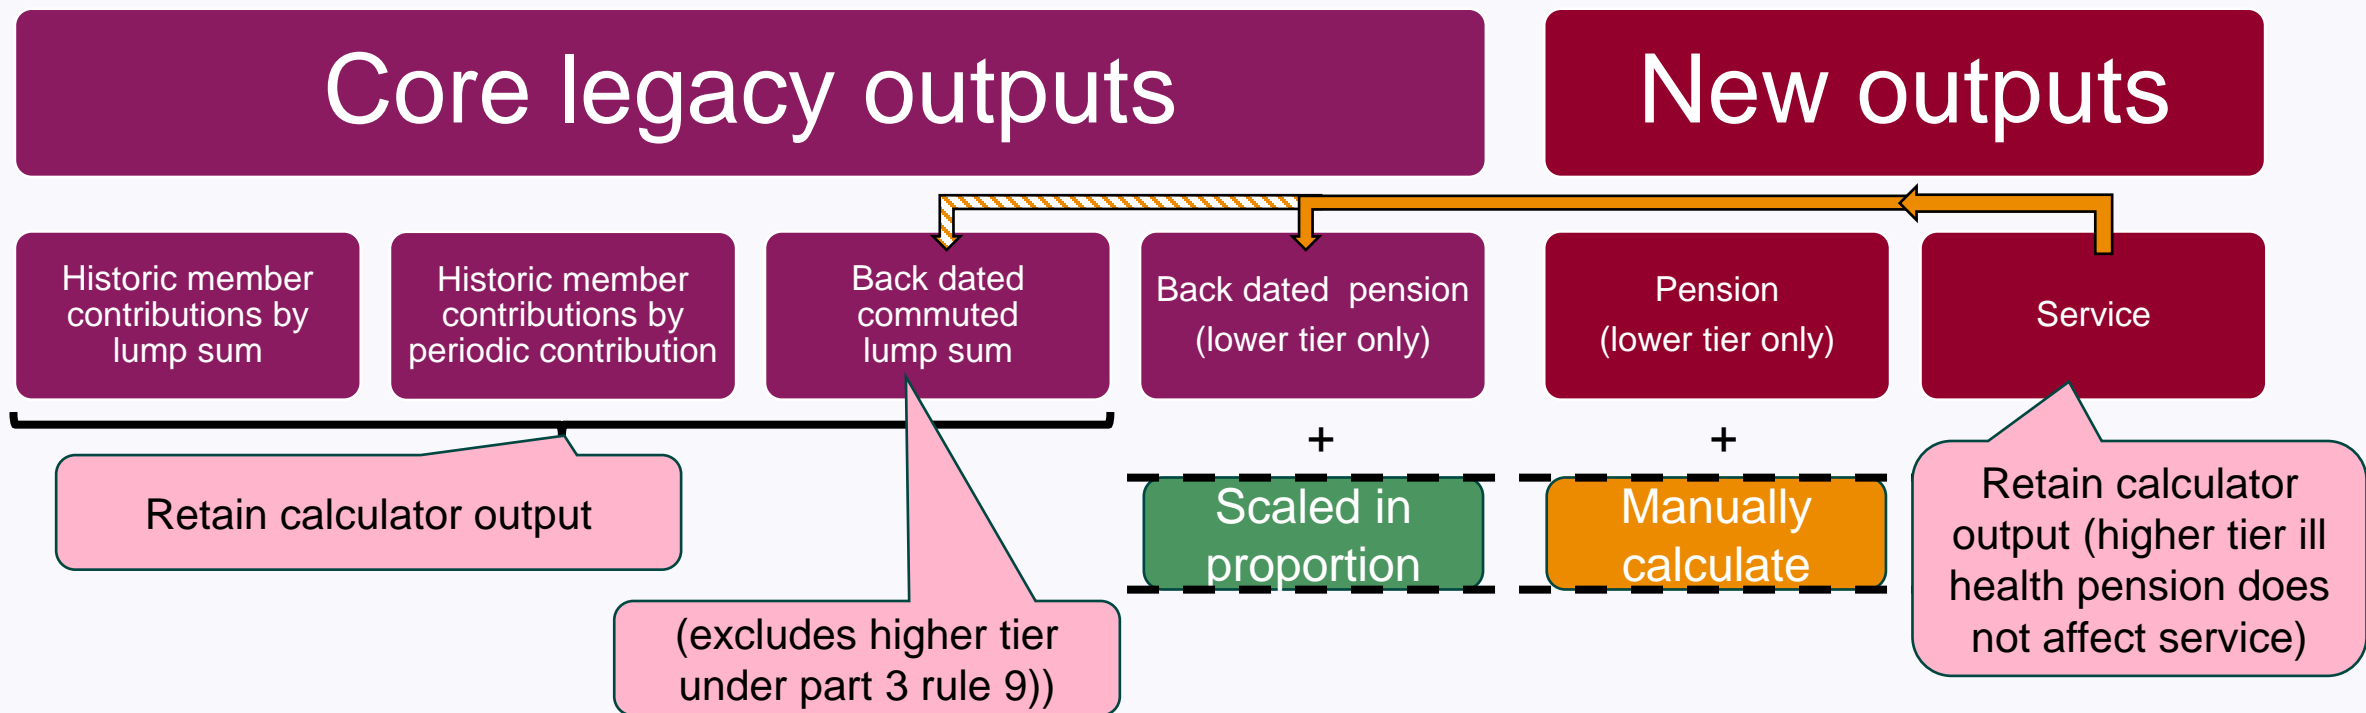 Core legacy outputs
New outputs
Historic member
contributions by
lump sum
Historic member
contributions by
periodic contribution
Back dated
commuted
lump sum
Back dated pension
(lower tier only)
Pension
(lower tier only)
Service
+
+
Retain calculator output
(excludes higher tier
under part 3 rule 9))
Scaled in
proportion
Manually
calculate
Retain calculator
output (higher tier ill
health pension does
not affect service)